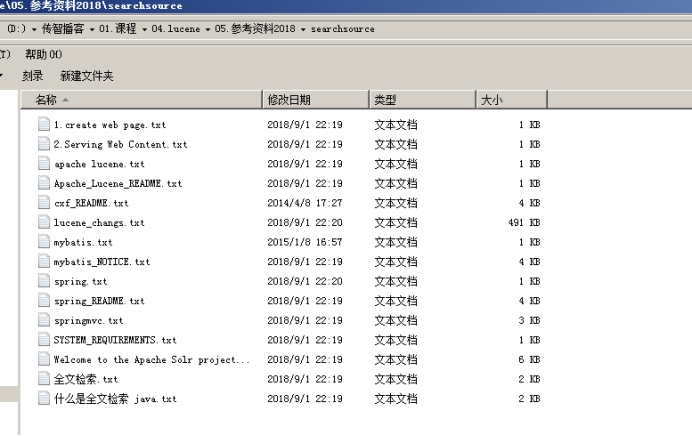 e\05.参考资料2018\searchsource
(D:) ▾ 传智播客 ▾ 01.课程 ▾ 04.lucene ▾ 05.参考资料2018 ▾ searchsource
(T) 帮助(H)
刻录 新建文件夹
名称 修改日期 类型 大小
1.create web page.txt 2018/9/1 22:19 文本文档 1 KB
2.Serving Web Content.txt 2018/9/1 22:19 文本文档 1 KB
apache lucene.txt 2018/9/1 22:19 文本文档 1 KB
Apache_Lucene_README.txt 2018/9/1 22:19 文本文档 1 KB
cxf_README.txt 2014/4/8 17:27 文本文档 4 KB
lucene_changs.txt 2018/9/1 22:20 文本文档 491 KB
mybatis.txt 2015/1/8 16:57 文本文档 1 KB
mybatis_NOTICE.txt 2018/9/1 22:19 文本文档 4 KB
spring.txt 2018/9/1 22:20 文本文档 1 KB
spring_README.txt 2018/9/1 22:19 文本文档 4 KB
springmvc.txt 2018/9/1 22:19 文本文档 3 KB
SYSTEM_REQUIREMENTS.txt 2018/9/1 22:19 文本文档 1 KB
Welcome to the Apache Solr project... 2018/9/1 22:19 文本文档 6 KB
全文检索.txt 2018/9/1 22:19 文本文档 2 KB
什么是全文检索 java.txt 2018/9/1 22:19 文本文档 2 KB